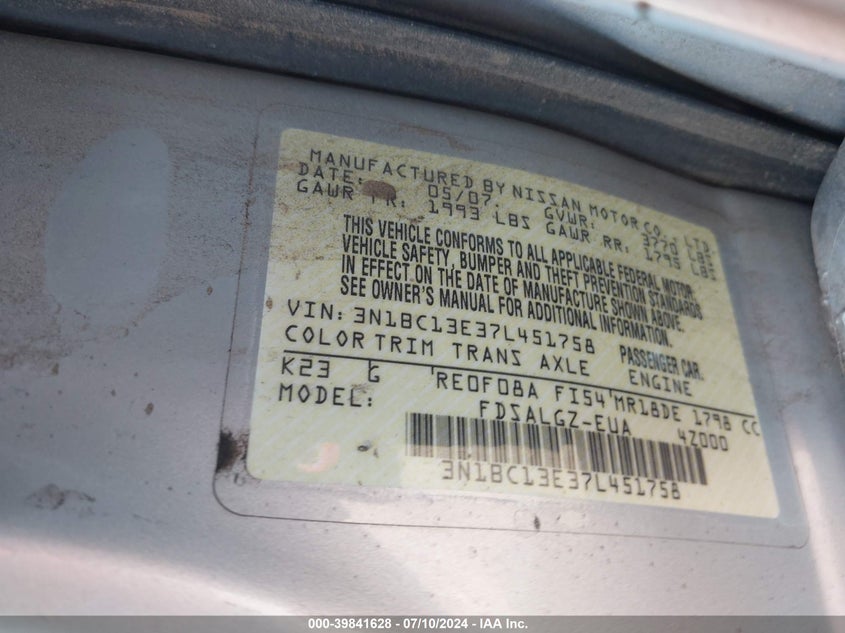 MANUFACTURED BY NISSAN MOTOR CO., LTD.
DATE: 05/07. GVWR: 3770 LBS
GAWR FR: 1993 LBS GAWR RR: 1795 LBS
THIS VEHICLE CONFORMS TO ALL APPLICABLE FEDERAL MOTOR
VEHICLE SAFETY, BUMPER AND THEFT PREVENTION STANDARDS
IN EFFECT ON THE DATE OF MANUFACTURE SHOWN ABOVE.
SEE OWNER'S MANUAL FOR ADDITIONAL INFORMATION.
VIN: 3N1BC13E37L451758 PASSENGER CAR.
COLOR TRIM TRANS AXLE ENGINE
K23 G RE0F08A FI54 MR18DE 1798 CC
MODEL: FDSALGZ-EUA 4Z000
3N1BC13E37L451758
000-39841628 - 07/10/2024 - IAA Inc.